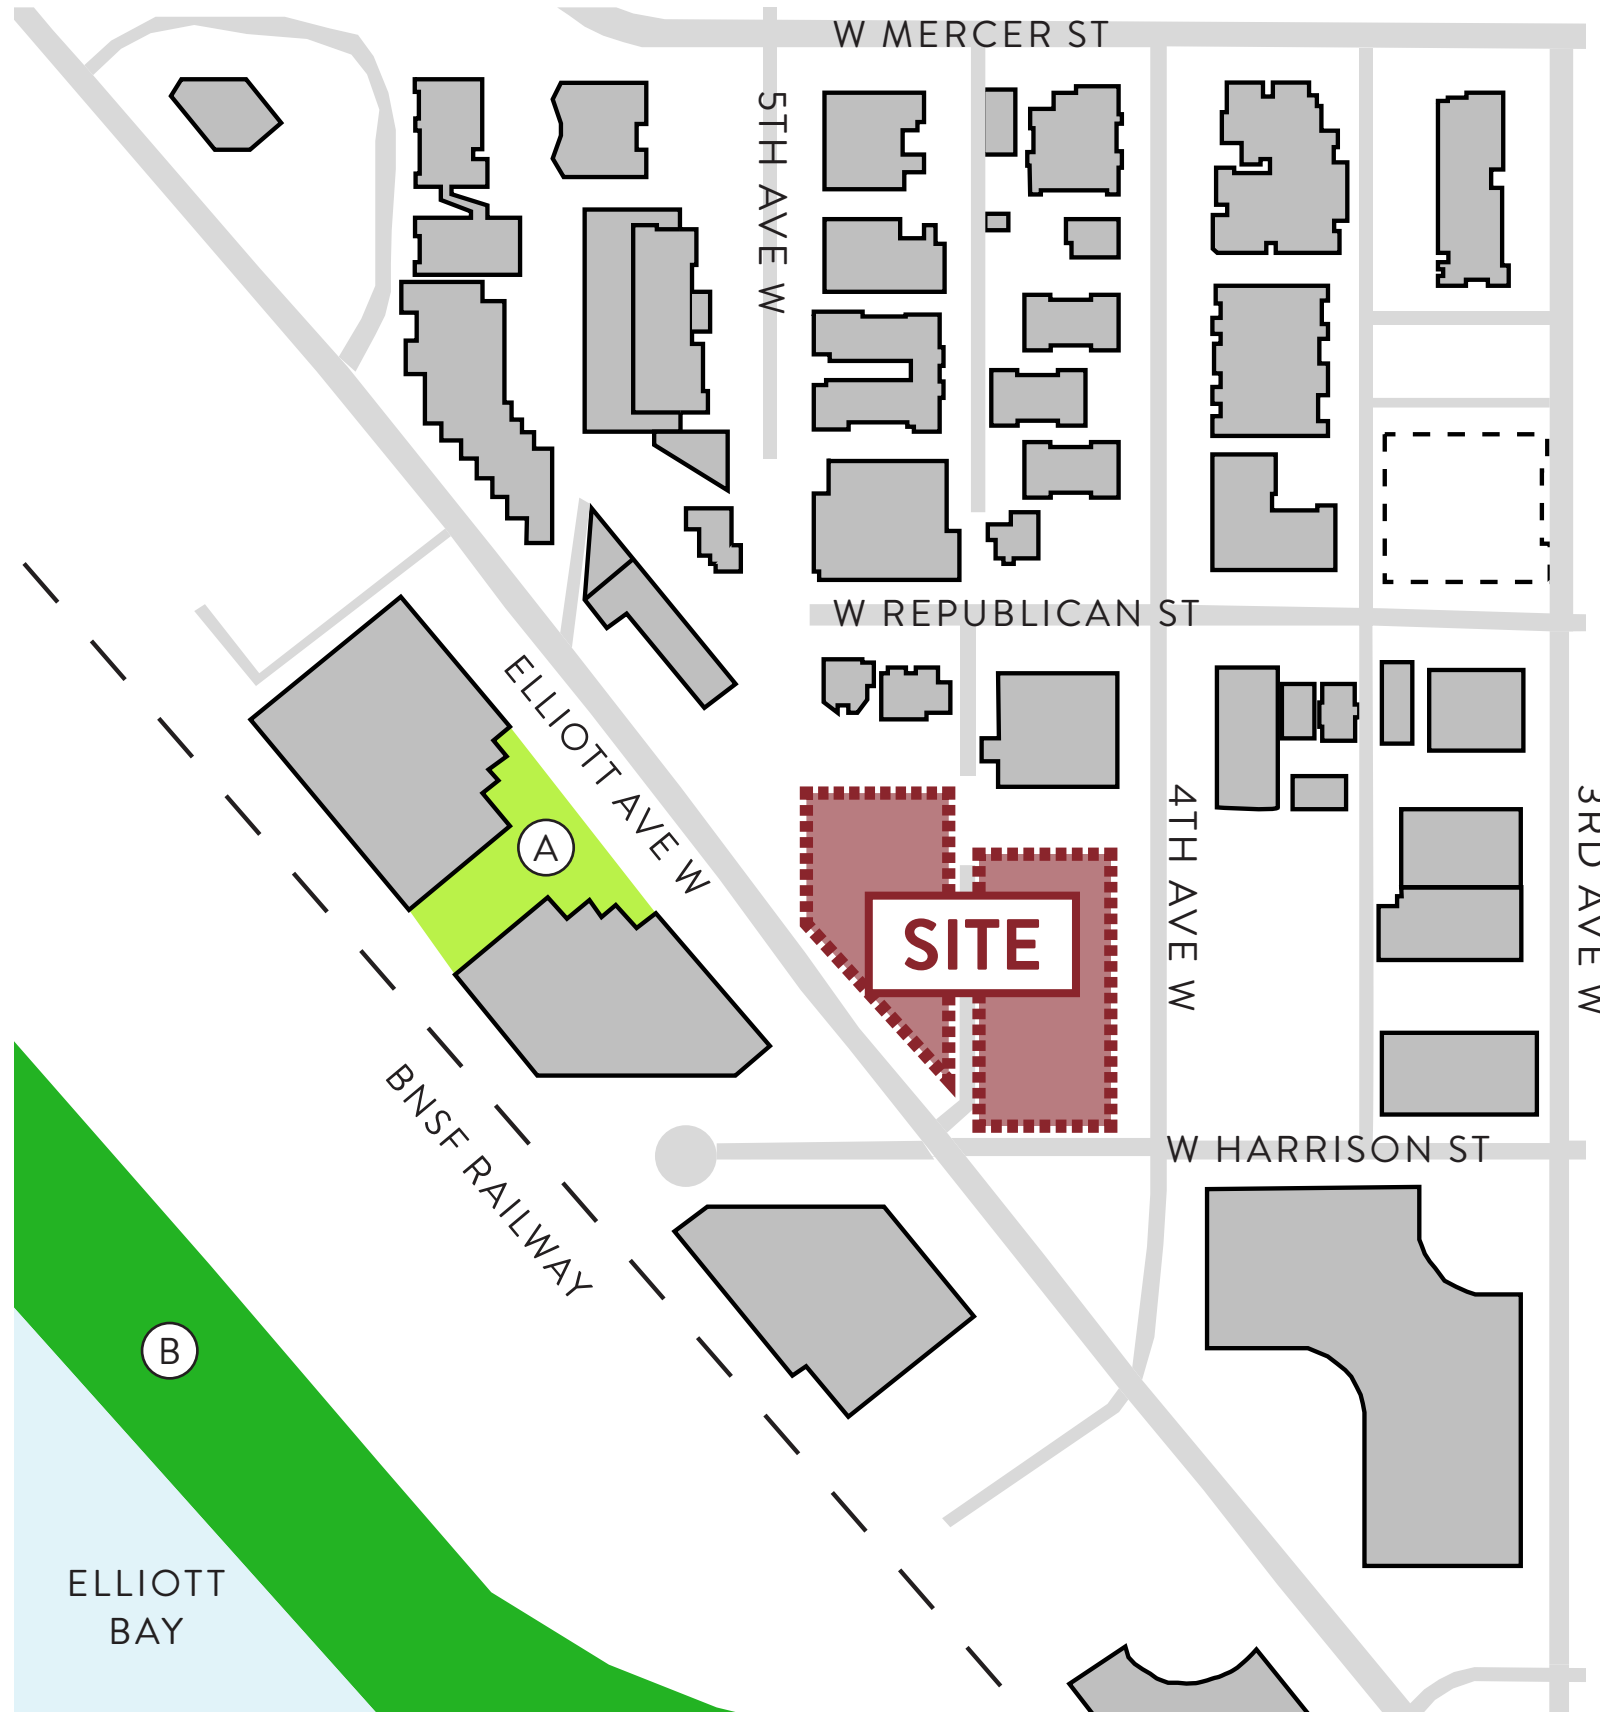 W MERCER ST
5TH AVE W
W REPUBLICAN ST
ELLIOTT AVE W
A
4TH AVE W
3RD AVE W
SITE
BNSF RAILWAY
W HARRISON ST
B
ELLIOTT
BAY